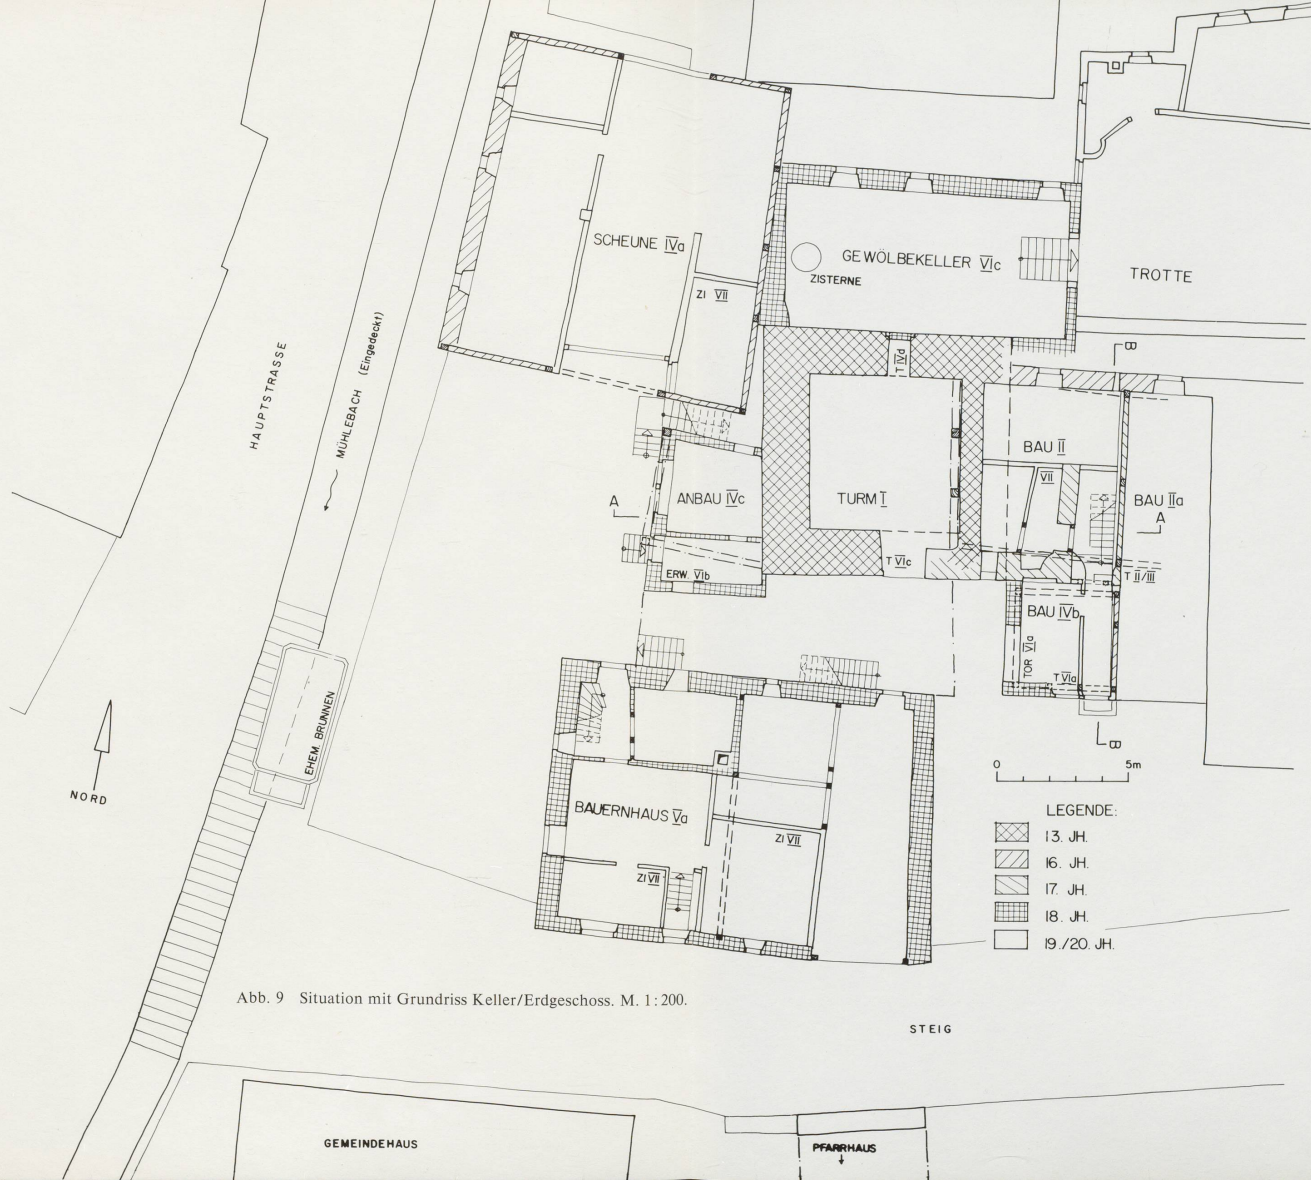 SCHEUNE IVa
ZI VII
GEWÖLBEKELLER VIc
ZISTERNE
TROTTE
HAUPTSTRASSE
MÜHLEBACH (Eingedeckt)
T IVd
B
BAU II
VII
BAU IIa
A
ANBAU IVc
TURM I
A
ERW. VIb
T VIc
T II/III
BAU IVb
TOR VIa
T VIa
B
EHEM. BRUNNEN
NORD
BAUERNHAUS Va
ZI VII
ZI VII
0 5m
LEGENDE:
13. JH.
16. JH.
17. JH.
18. JH.
19./20. JH.
Abb. 9 Situation mit Grundriss Keller/Erdgeschoss. M. 1:200.
STEIG
GEMEINDEHAUS
PFARRHAUS